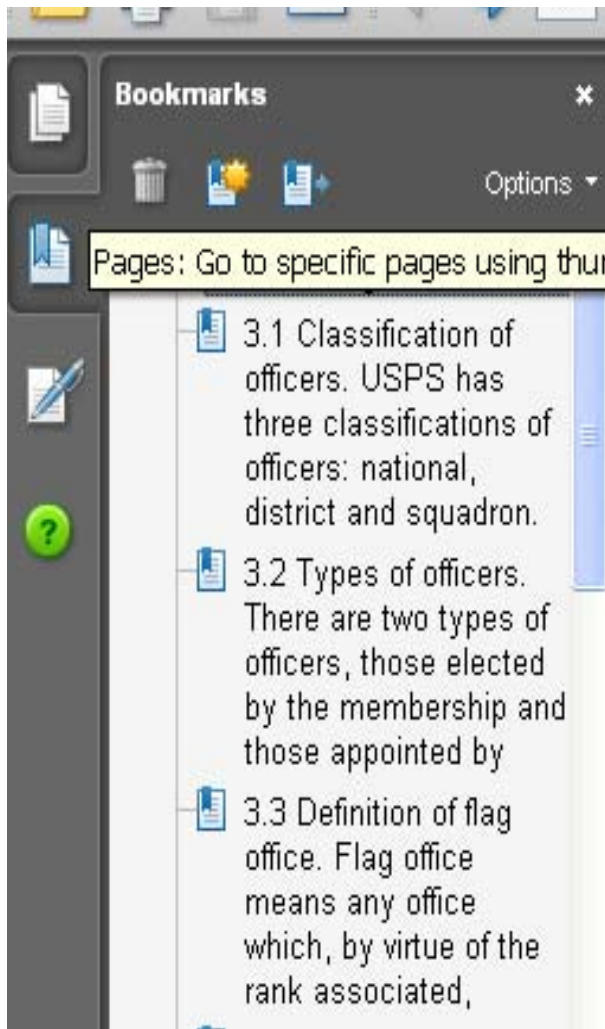 Bookmarks
Options
Pages: Go to specific pages using
3.1 Classification of
officers. USPS has
three classifications of
officers: national,
district and squadron.
3.2 Types of officers.
There are two types of
officers, those elected
by the membership and
those appointed by
3.3 Definition of flag
office. Flag office
means any office
which, by virtue of the
rank associated,